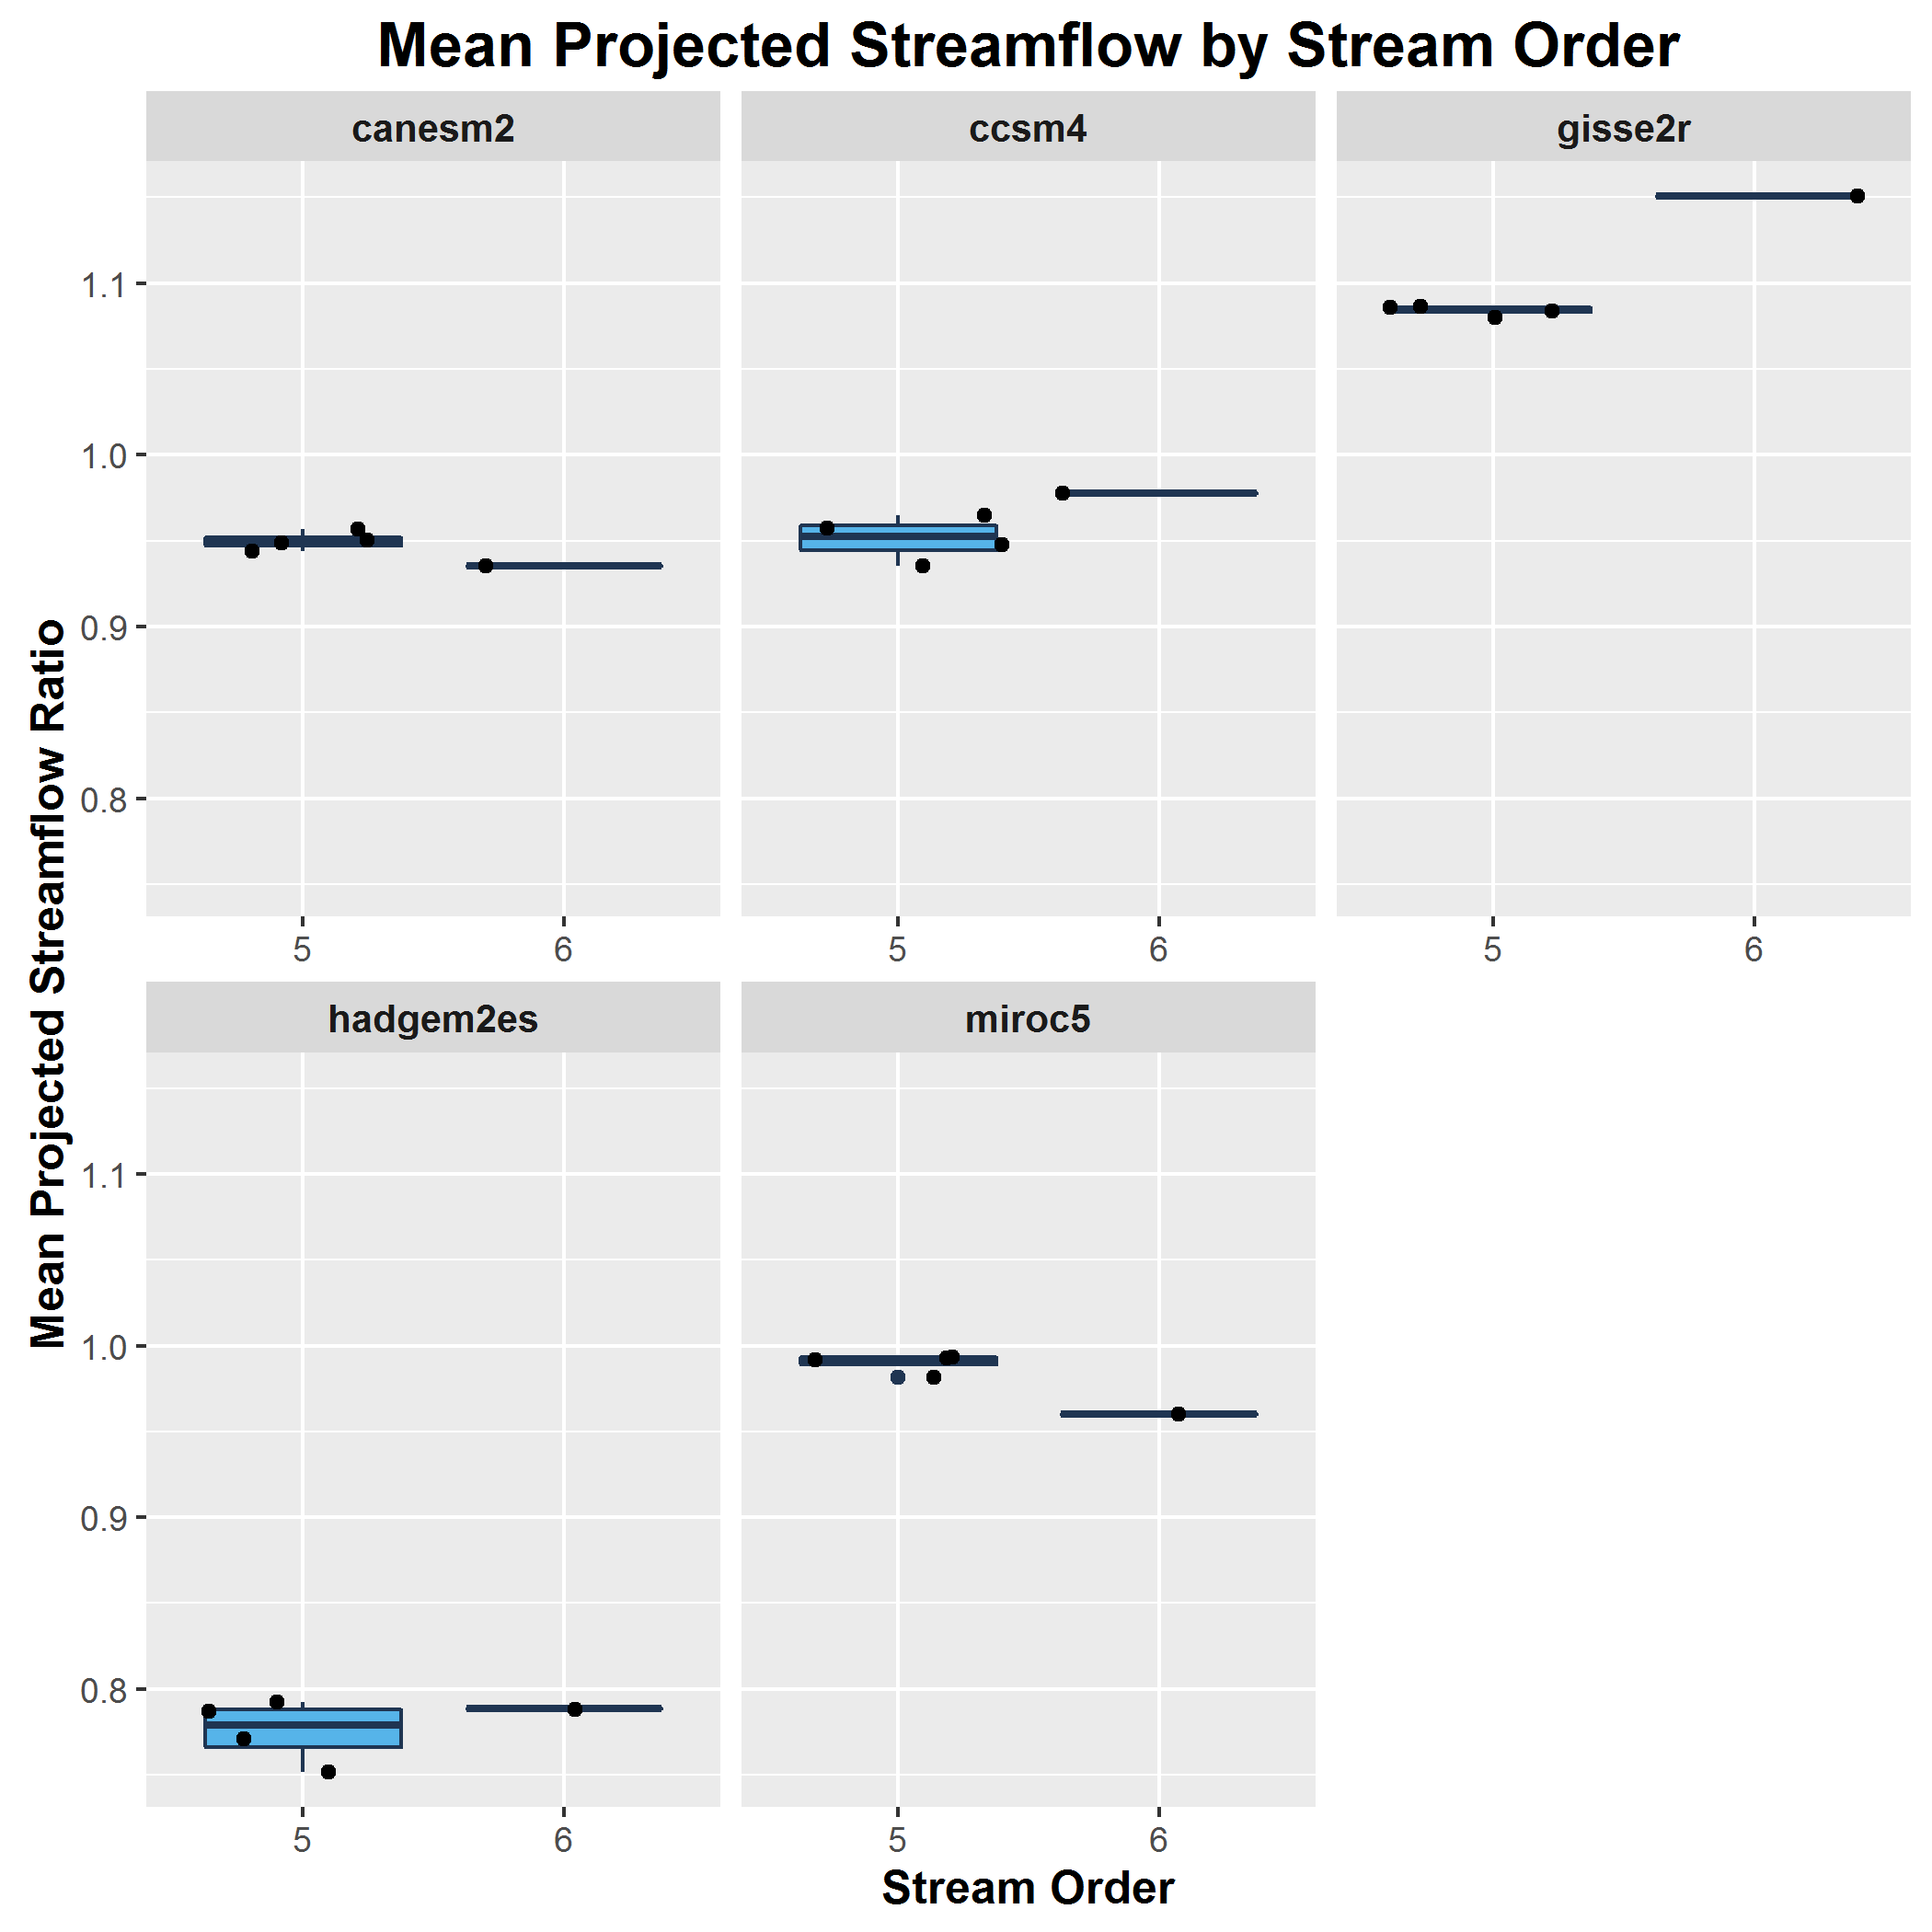 Mean Projected Streamflow by Stream Order
canesm2
ccsm4
gisse2r
Mean Projected Streamflow Ratio
1.1
1.0
0.9
0.8
5
6
5
6
5
6
hadgem2es
miroc5
1.1
1.0
0.9
0.8
5
6
5
6
Stream Order